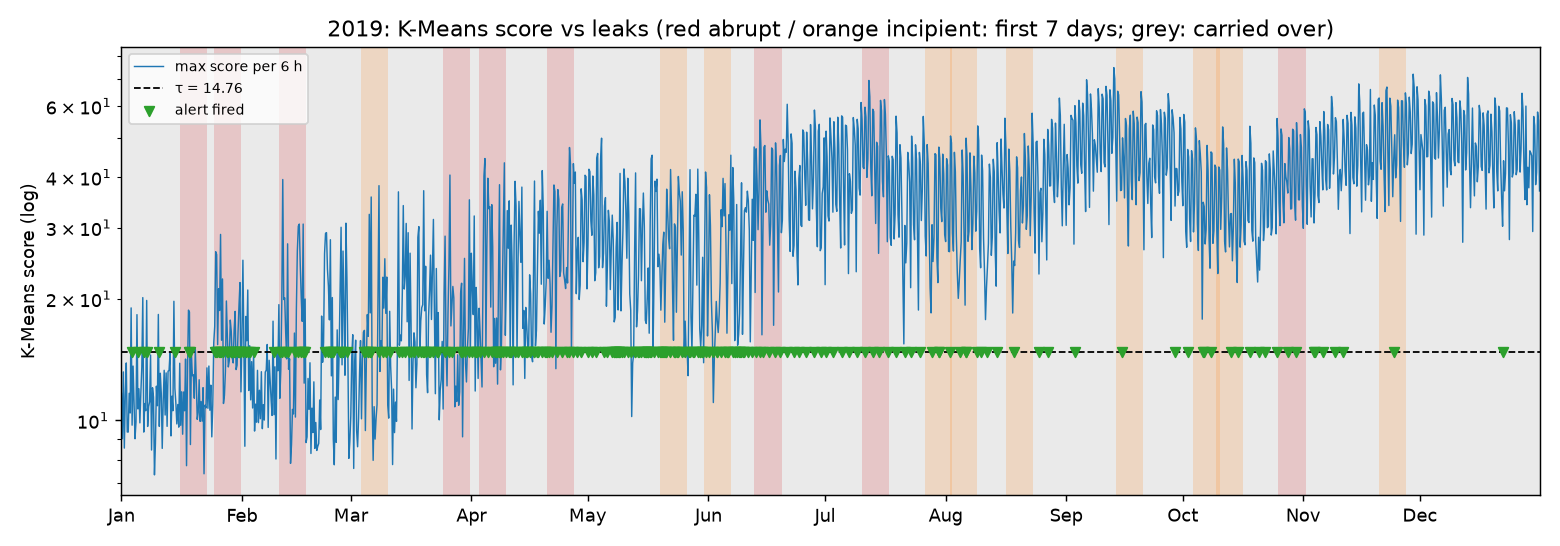 2019: K-Means score vs leaks (red abrupt / orange incipient: first 7 days; grey: carried over)
max score per 6 h
τ = 14.76
alert fired
K-Means score (log)
6 × 10¹
4 × 10¹
3 × 10¹
2 × 10¹
10¹
Jan Feb Mar Apr May Jun Jul Aug Sep Oct Nov Dec